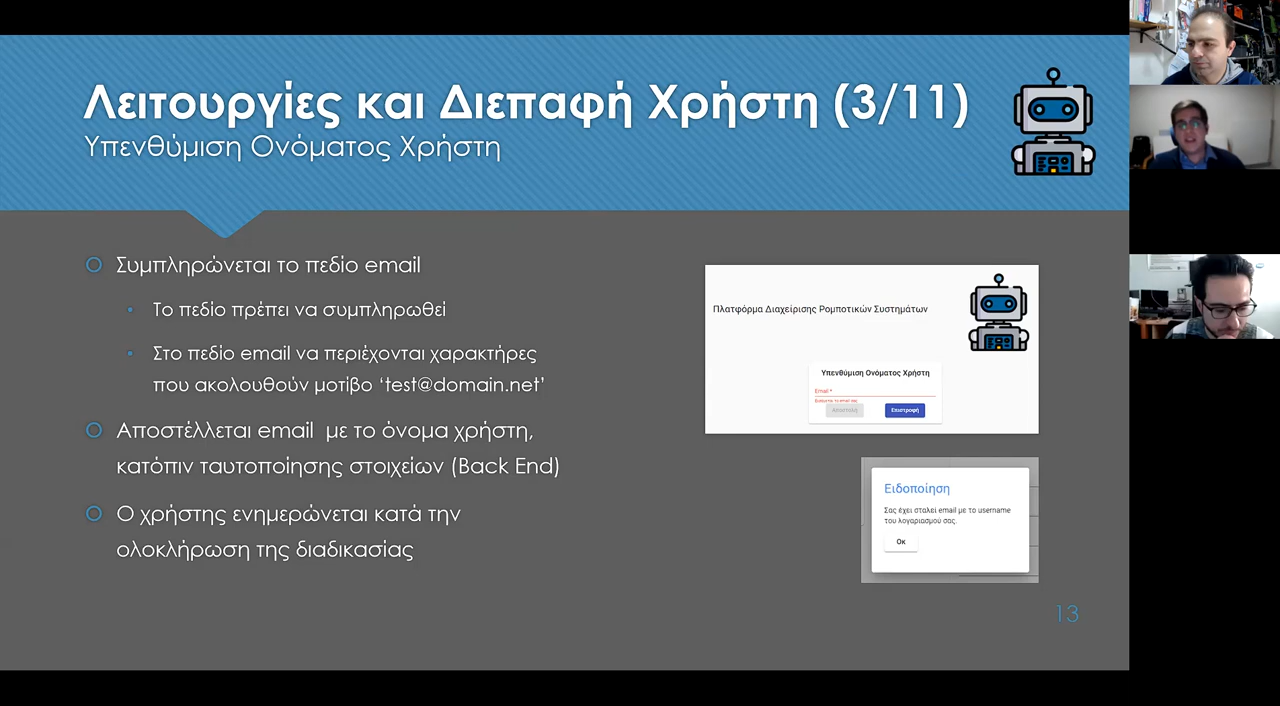 Λειτουργίες και Διεπαφή Χρήστη (3/11)
Υπενθύμιση Ονόματος Χρήστη
Συμπληρώνεται το πεδίο email
Το πεδίο πρέπει να συμπληρωθεί
Στο πεδίο email να περιέχονται χαρακτήρες
που ακολουθούν μοτίβο ‘test@domain.net’
Αποστέλλεται email με το όνομα χρήστη,
κατόπιν ταυτοποίησης στοιχείων (Back End)
Ο χρήστης ενημερώνεται κατά την
ολοκλήρωση της διαδικασίας
Πλατφόρμα Διαχείρισης Ρομποτικών Συστημάτων
Υπενθύμιση Ονόματος Χρήστη
Email *
Εισάγετε το email σας
Αποστολή
Επιστροφή
Ειδοποίηση
Σας έχει σταλεί email με το username
του λογαριασμού σας.
Οκ
13